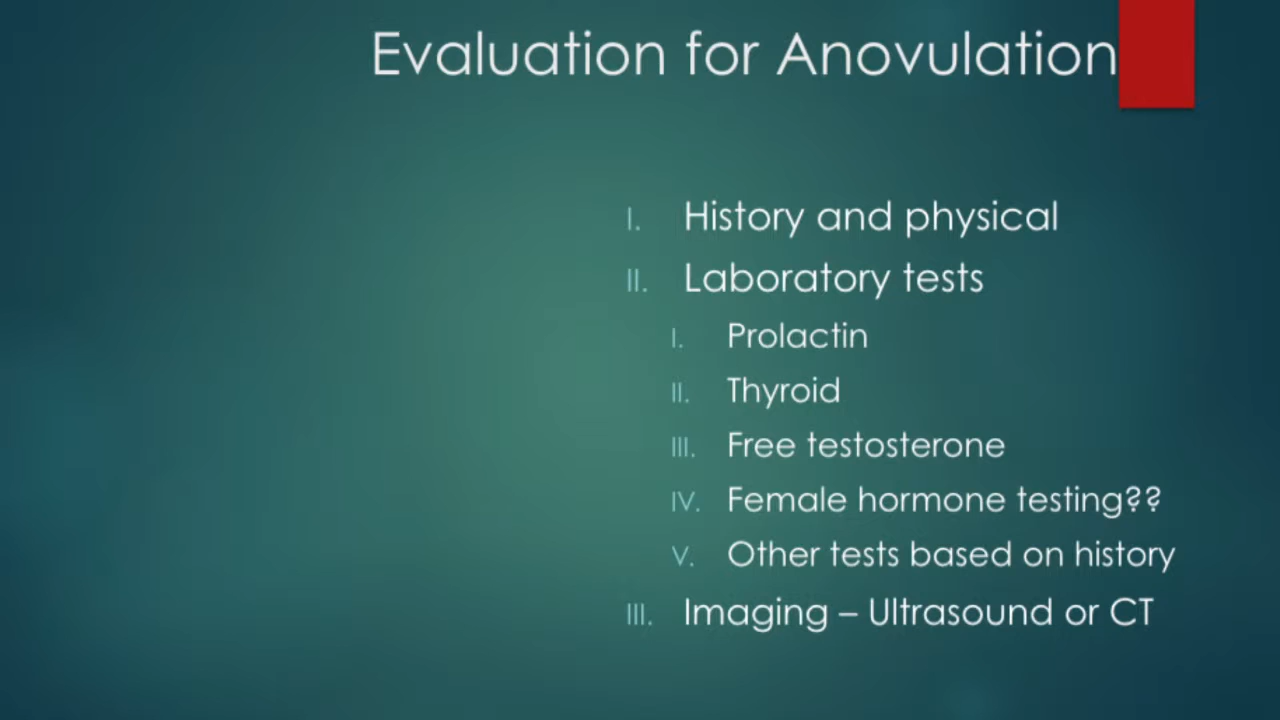 Evaluation for Anovulation
I. History and physical
II. Laboratory tests
I. Prolactin
II. Thyroid
III. Free testosterone
IV. Female hormone testing??
V. Other tests based on history
III. Imaging – Ultrasound or CT